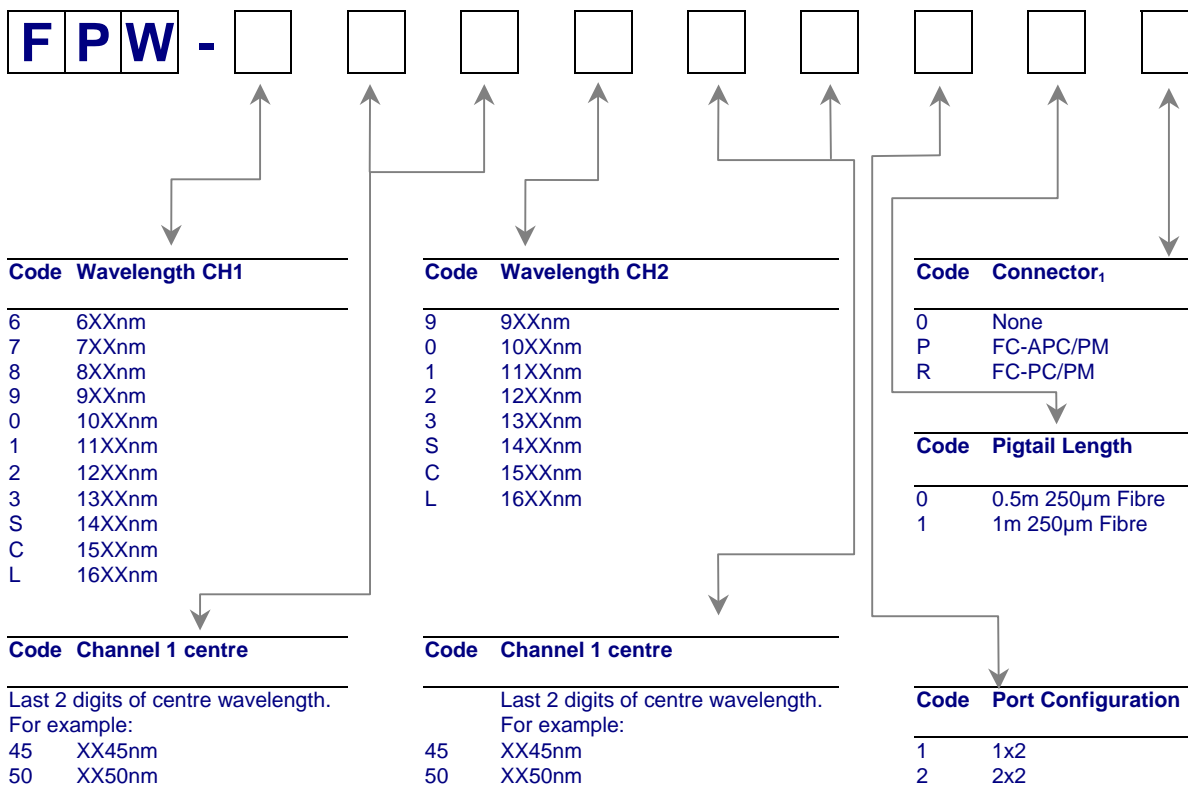 FPW-
Code Wavelength CH1
6 6XXnm
7 7XXnm
8 8XXnm
9 9XXnm
0 10XXnm
1 11XXnm
2 12XXnm
3 13XXnm
S 14XXnm
C 15XXnm
L 16XXnm
Code Channel 1 centre
Last 2 digits of centre wavelength.
For example:
45 XX45nm
50 XX50nm
Code Wavelength CH2
9 9XXnm
0 10XXnm
1 11XXnm
2 12XXnm
3 13XXnm
S 14XXnm
C 15XXnm
L 16XXnm
Code Channel 1 centre
Last 2 digits of centre wavelength.
For example:
45 XX45nm
50 XX50nm
Code Connector₁
0 None
P FC-APC/PM
R FC-PC/PM
Code Pigtail Length
0 0.5m 250µm Fibre
1 1m 250µm Fibre
Code Port Configuration
1 1x2
2 2x2